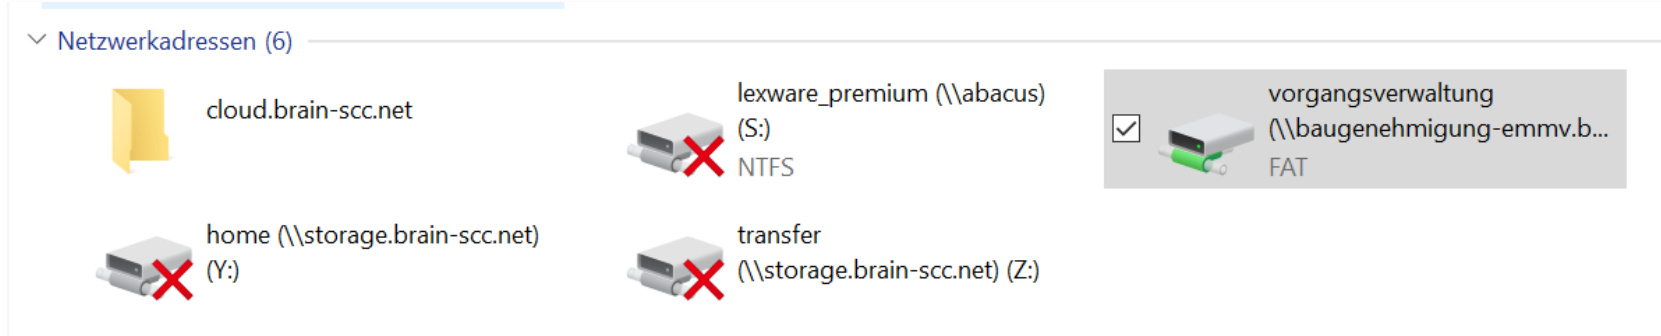 Netzwerkadressen (6)
cloud.brain-scc.net
lexware_premium (\\abacus)
(S:)
NTFS
vorgangsverwaltung
(\\baugenehmigung-emmv.b...
FAT
home (\\storage.brain-scc.net)
(Y:)
transfer
(\\storage.brain-scc.net) (Z:)